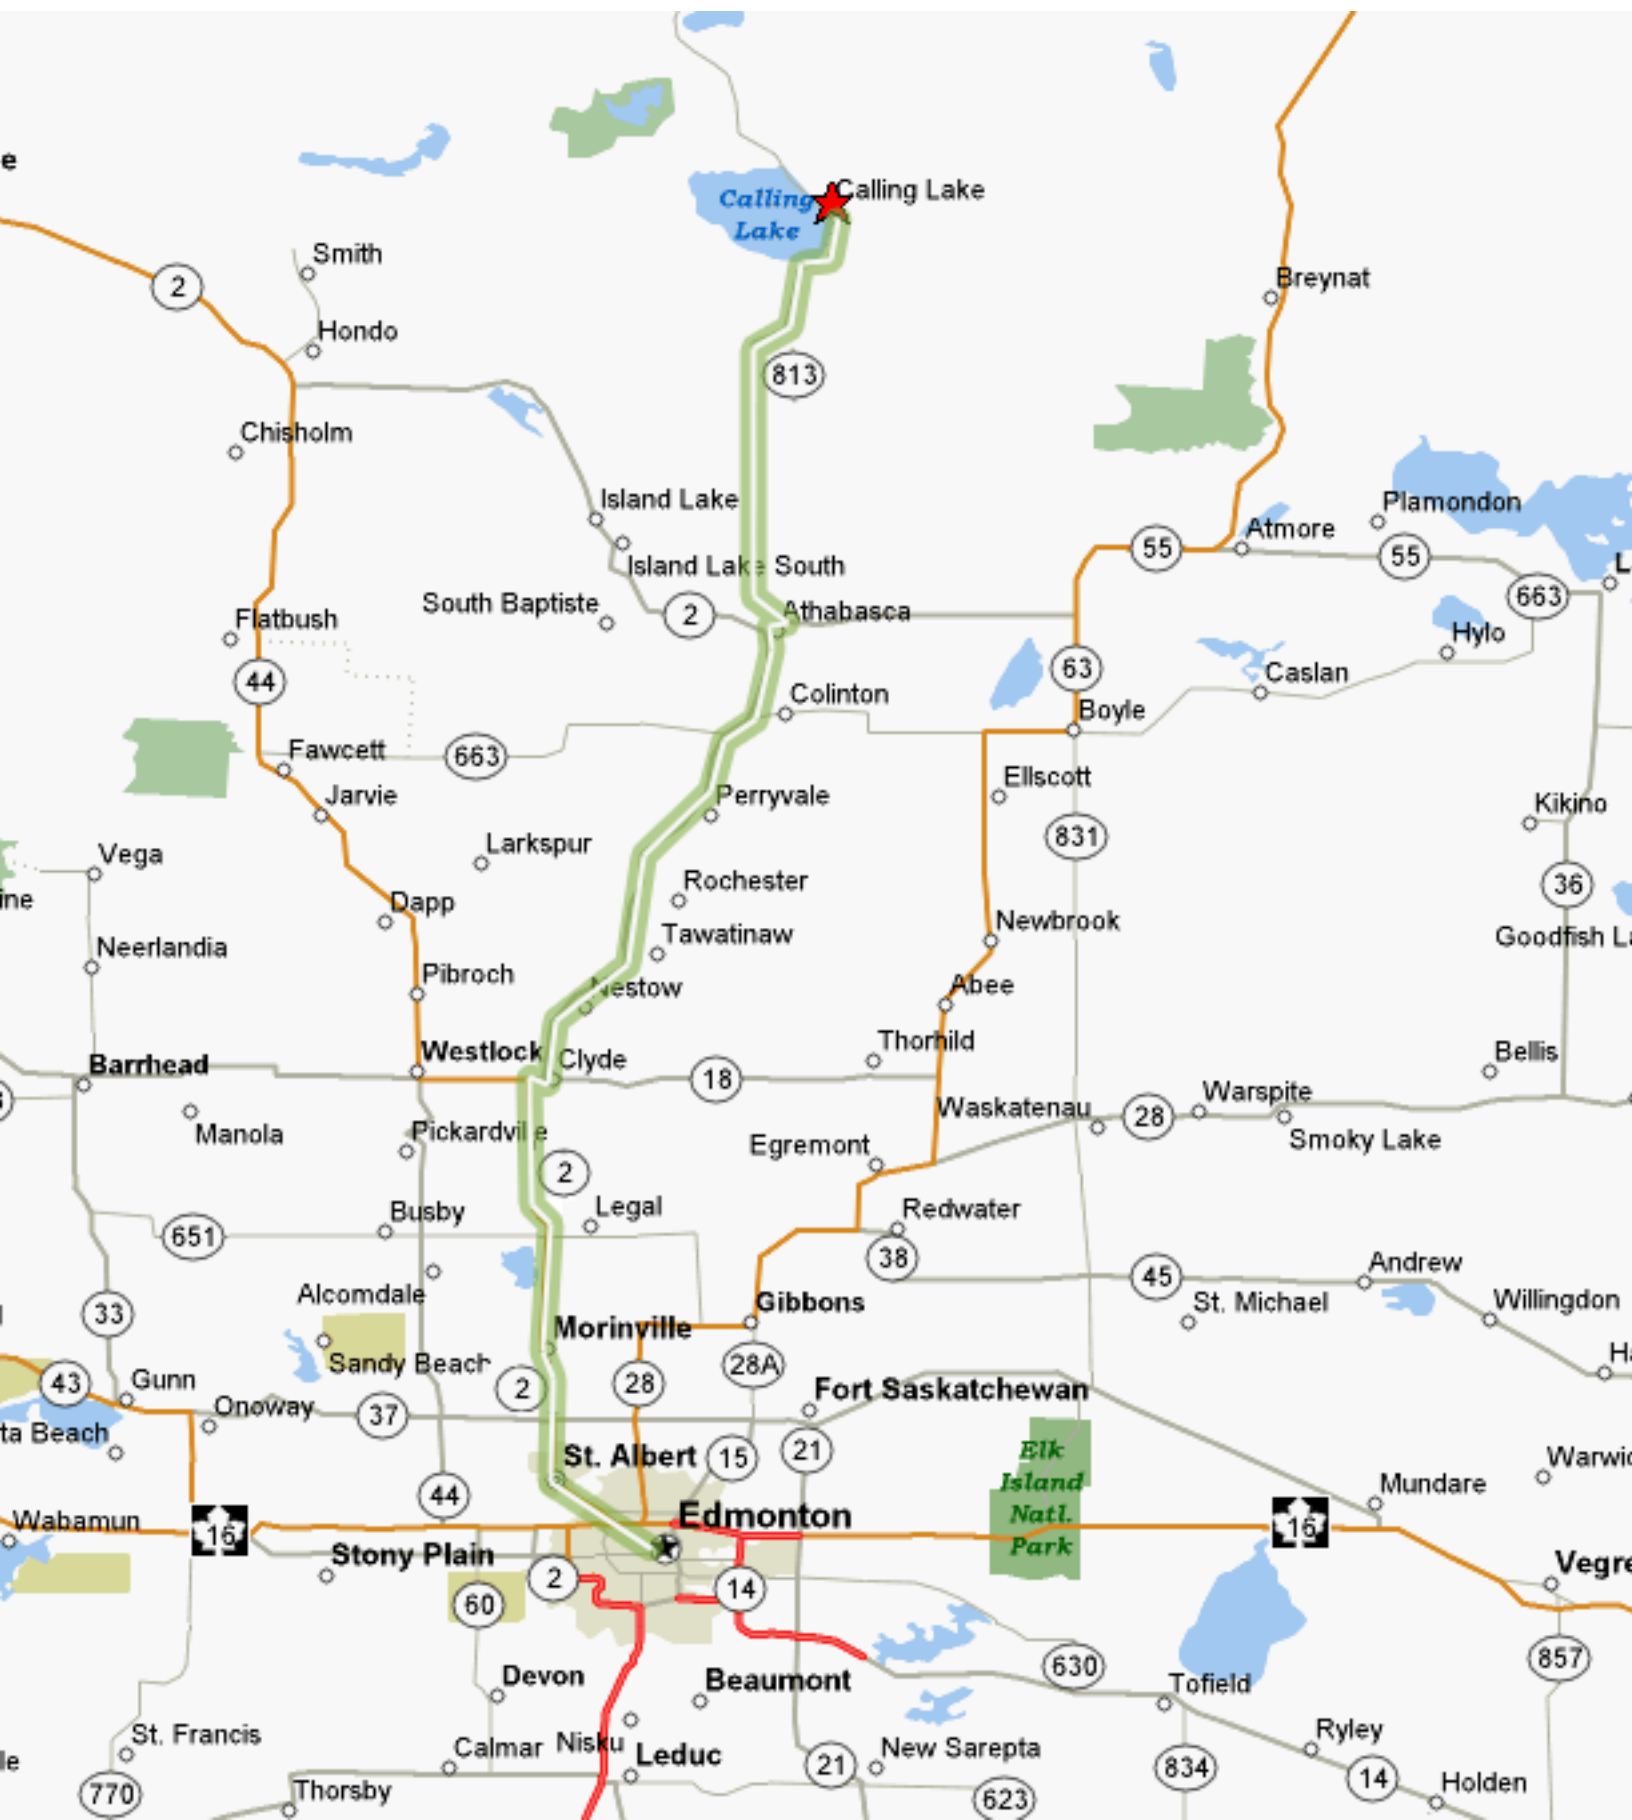 e
Calling Lake
Calling
Lake
Smith
2
Breynat
Hondo
813
Chisholm
Island Lake
Plamondon
Atmore
55
55
Island Lake South
L
South Baptiste
663
Athabasca
2
Flatbush
Hylo
63
Caslan
44
Colinton
Boyle
Fawcett
663
Ellscott
Jarvie
Perryvale
Kikino
831
Larkspur
Vega
Rochester
36
ine
Dapp
Newbrook
Tawatinaw
Goodfish La
Neerlandia
Pibroch
Nestow
Abee
Thorhild
Westlock
Bellis
Barrhead
Clyde
18
Warspite
Waskatenau
28
Manola
Pickardville
Smoky Lake
Egremont
2
Busby
Legal
Redwater
651
38
Andrew
45
Alcomdale
Gibbons
St. Michael
Willingdon
33
Morinville
Ha
Sandy Beach
28A
43
Gunn
2
28
Fort Saskatchewan
Onoway
37
ta Beach
St. Albert
15
21
Elk
Island
Natl.
Park
Warwic
Mundare
44
Wabamun
16
Edmonton
16
Stony Plain
Vegre
2
14
60
857
630
Devon
Beaumont
Tofield
St. Francis
Ryley
Calmar
Nisku
Leduc
New Sarepta
le
21
834
14
770
Thorsby
Holden
623